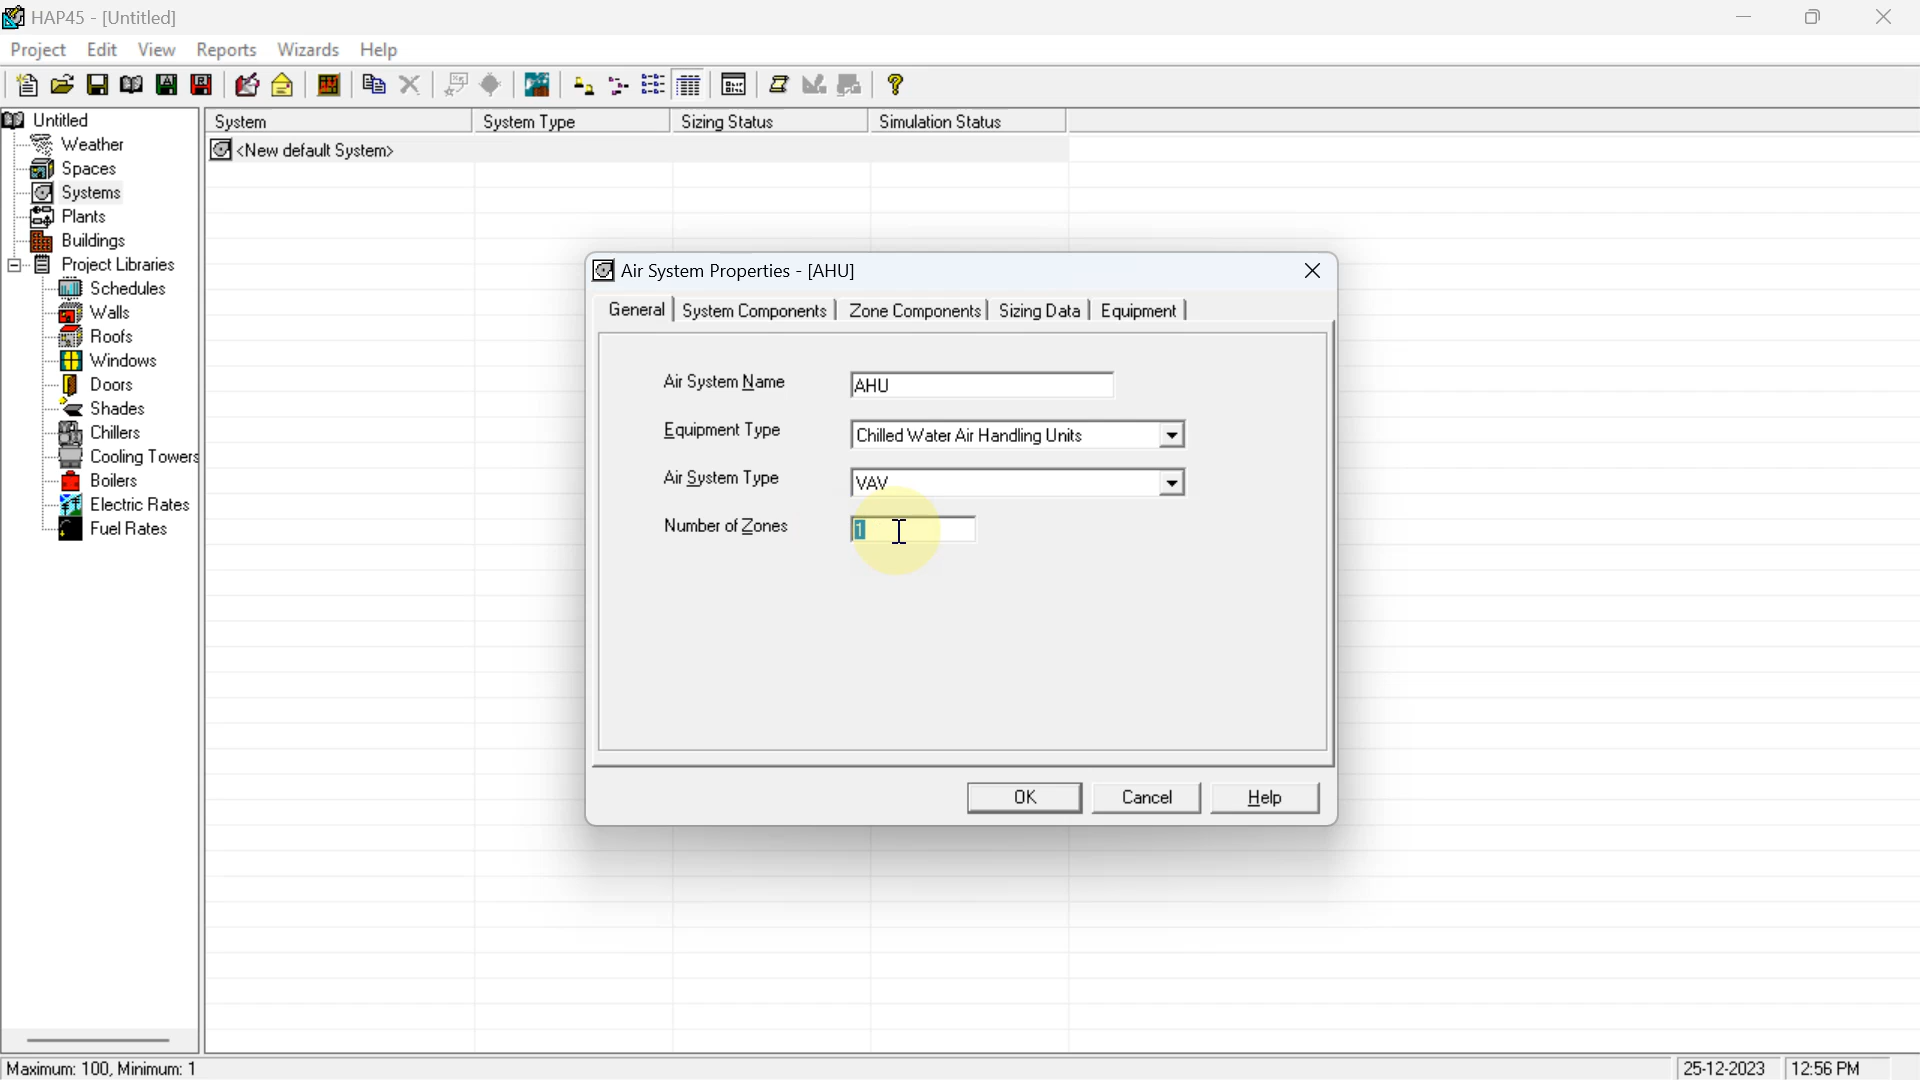 HAP45 - [Untitled]
Project Edit View Reports Wizards Help
Untitled
Weather
Spaces
Systems
Plants
Buildings
Project Libraries
Schedules
Walls
Roofs
Windows
Doors
Shades
Chillers
Cooling Towers
Boilers
Electric Rates
Fuel Rates
System System Type Sizing Status Simulation Status
<New default System>
Air System Properties - [AHU]
General System Components Zone Components Sizing Data Equipment
Air System Name AHU
Equipment Type Chilled Water Air Handling Units
Air System Type VAV
Number of Zones 1
OK Cancel Help
Maximum: 100, Minimum: 1 25-12-2023 12:56 PM